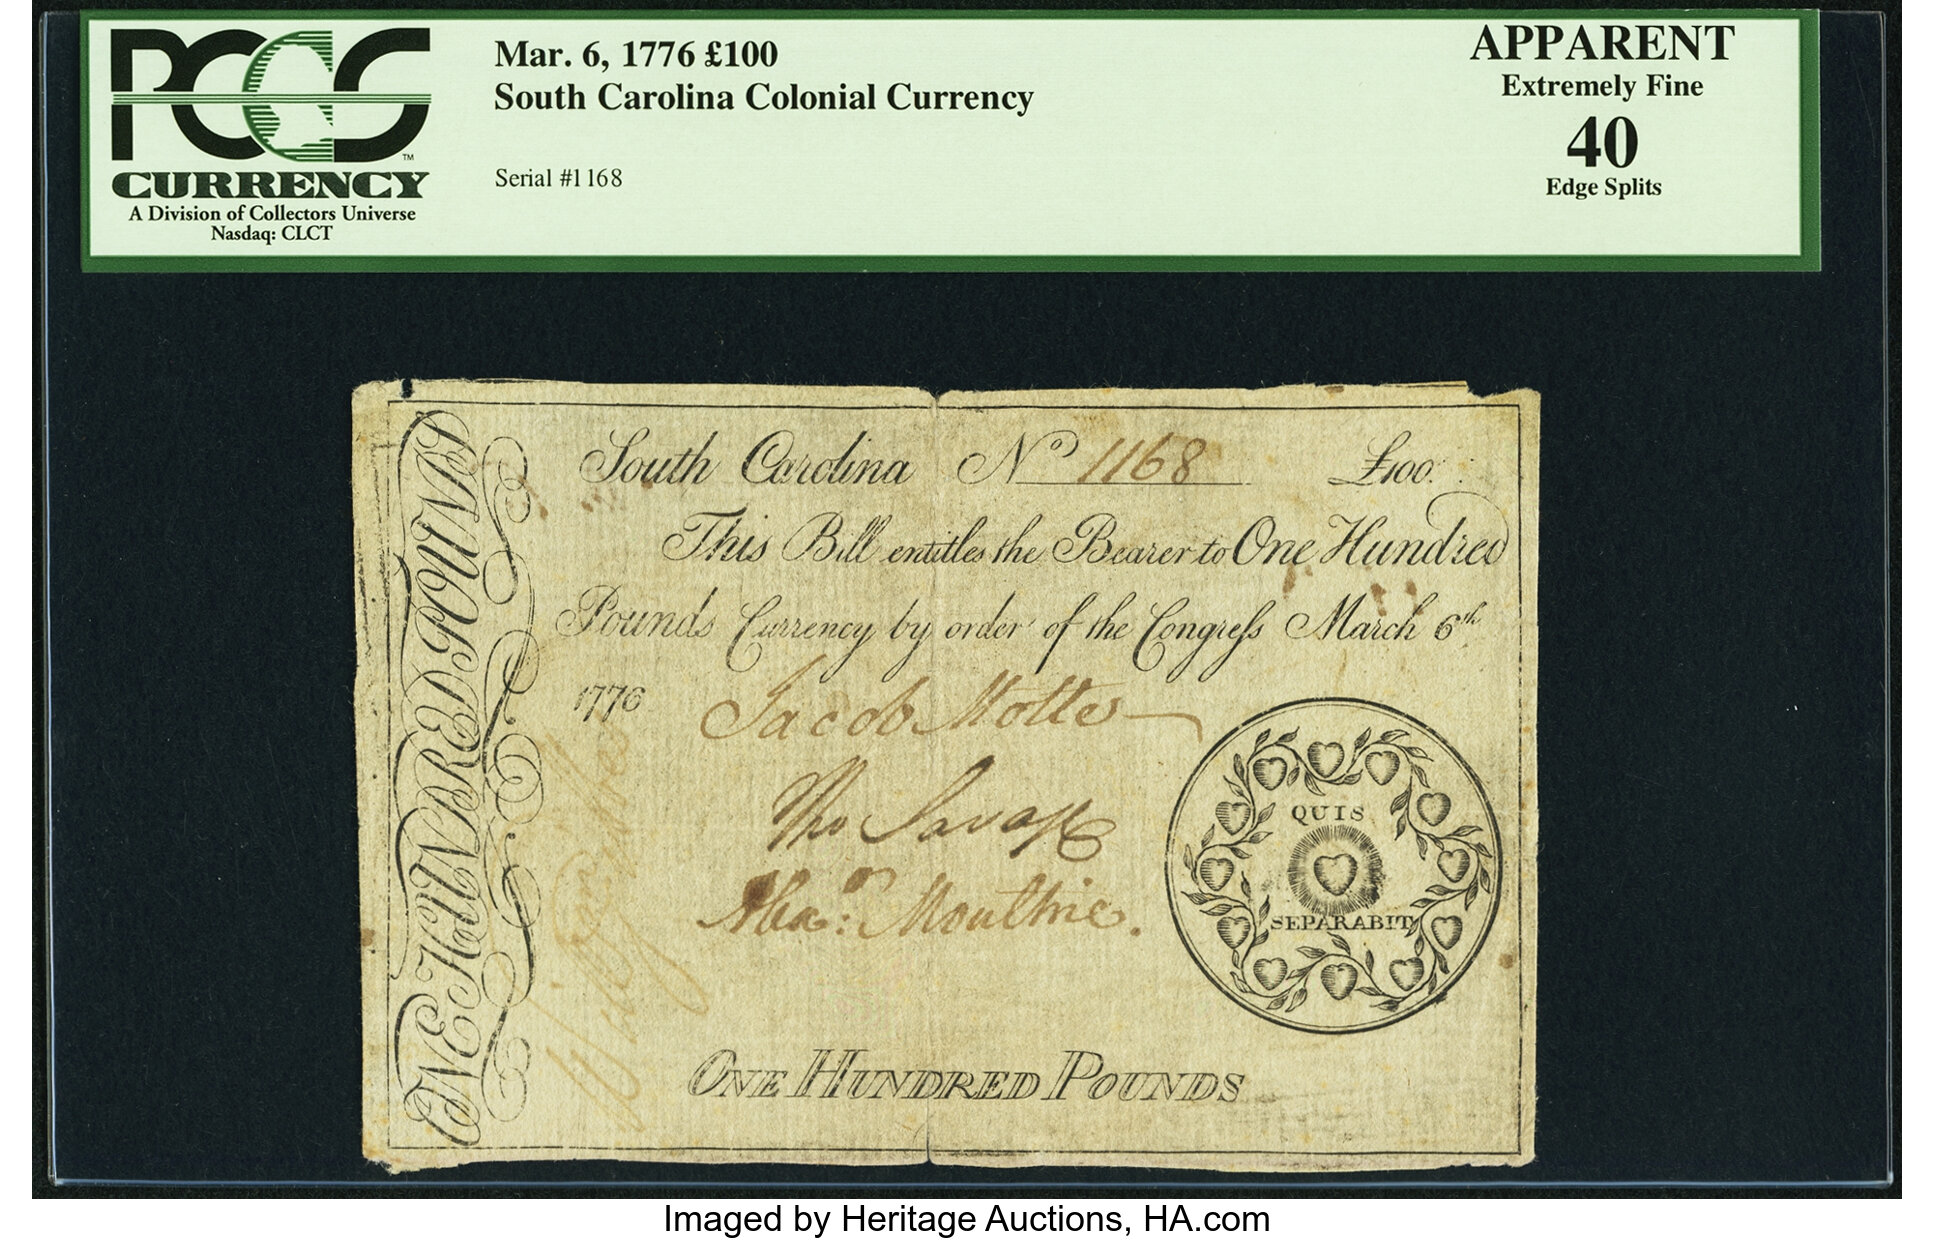 PCGS
TM
CURRENCY
A Division of Collectors Universe
Nasdaq: CLCT
Mar. 6, 1776 £100
South Carolina Colonial Currency
Serial #1168
APPARENT
Extremely Fine
40
Edge Splits
ONE HUNDRED POUNDS
South Carolina No 1168 £100.
This Bill entitles the Bearer to One Hundred
Pounds Currency by order of the Congreſs March 6th
1776
Jacob Motte
Tho Savage
Alexr: Moultrie.
QUIS
SEPARABIT
ONE HUNDRED POUNDS
Imaged by Heritage Auctions, HA.com